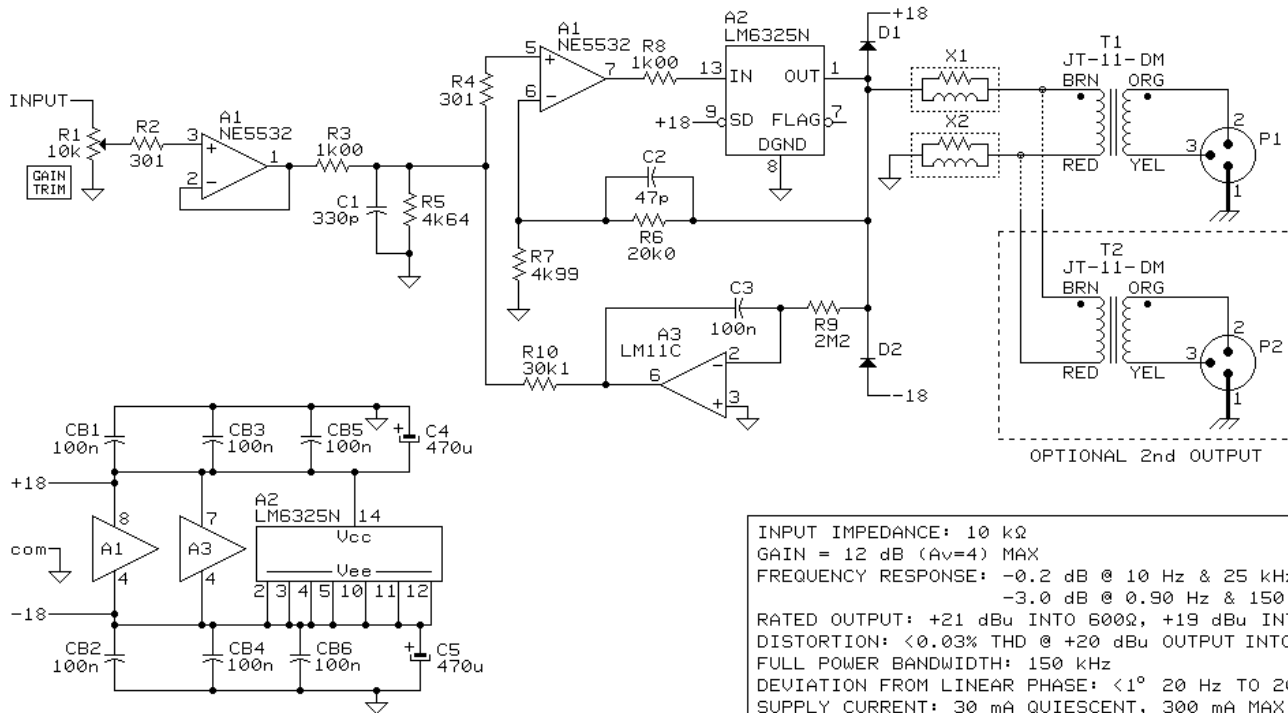 +18
D1
A2
LM6325N
A1
NE5532
R8
1k00
5
+
6
−
7
13 IN
OUT 1
+18
9 SD
FLAG 7
DGND
8
R4
301
X1
X2
T1
JT-11-DM
BRN
ORG
RED
YEL
2
3
1
P1
INPUT
R1
10k
GAIN
TRIM
R2
301
A1
NE5532
3
+
2
−
1
R3
1k00
C1
330p
R5
4k64
C2
47p
R6
20k0
R7
4k99
C3
100n
R9
2M2
A3
LM11C
2
−
6
3
+
R10
30k1
D2
−18
T2
JT-11-DM
BRN
ORG
RED
YEL
2
3
1
P2
OPTIONAL 2nd OUTPUT
CB1
100n
CB3
100n
CB5
100n
+
C4
470u
+18
com
−18
8
A1
4
7
A3
4
A2
LM6325N
14
Vcc
Vee
2 3 4 5 10 11 12
CB2
100n
CB4
100n
CB6
100n
+
C5
470u
INPUT IMPEDANCE: 10 kΩ
GAIN = 12 dB (Av=4) MAX
FREQUENCY RESPONSE: −0.2 dB @ 10 Hz & 25 kHz
−3.0 dB @ 0.90 Hz & 150
RATED OUTPUT: +21 dBu INTO 600Ω, +19 dBu INT
DISTORTION: <0.03% THD @ +20 dBu OUTPUT INTO
FULL POWER BANDWIDTH: 150 kHz
DEVIATION FROM LINEAR PHASE: <1° 20 Hz TO 20
SUPPLY CURRENT: 30 mA QUIESCENT, 300 mA MAX